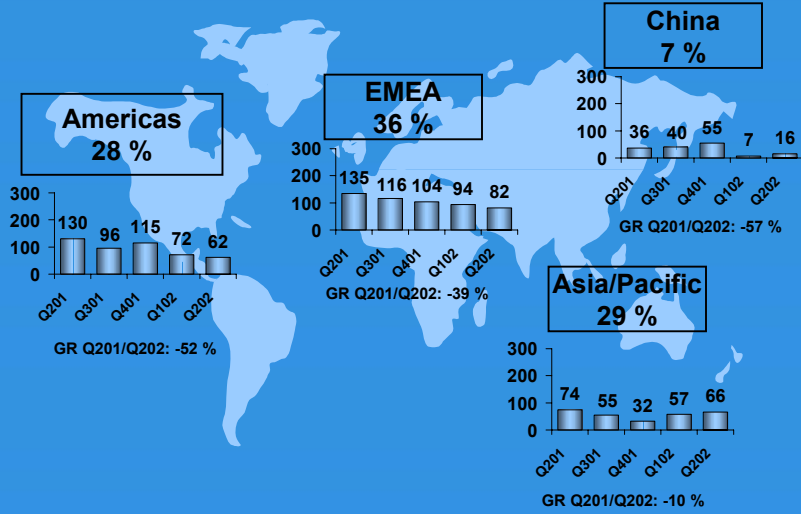 China
7 %
300
200
100
0
36 40 55 7 16
Q201 Q301 Q401 Q102 Q202
GR Q201/Q202: -57 %
EMEA
36 %
300
200
100
0
135 116 104 94 82
Q201 Q301 Q401 Q102 Q202
GR Q201/Q202: -39 %
Americas
28 %
300
200
100
0
130 96 115 72 62
Q201 Q301 Q401 Q102 Q202
GR Q201/Q202: -52 %
Asia/Pacific
29 %
300
200
100
0
74 55 32 57 66
Q201 Q301 Q401 Q102 Q202
GR Q201/Q202: -10 %